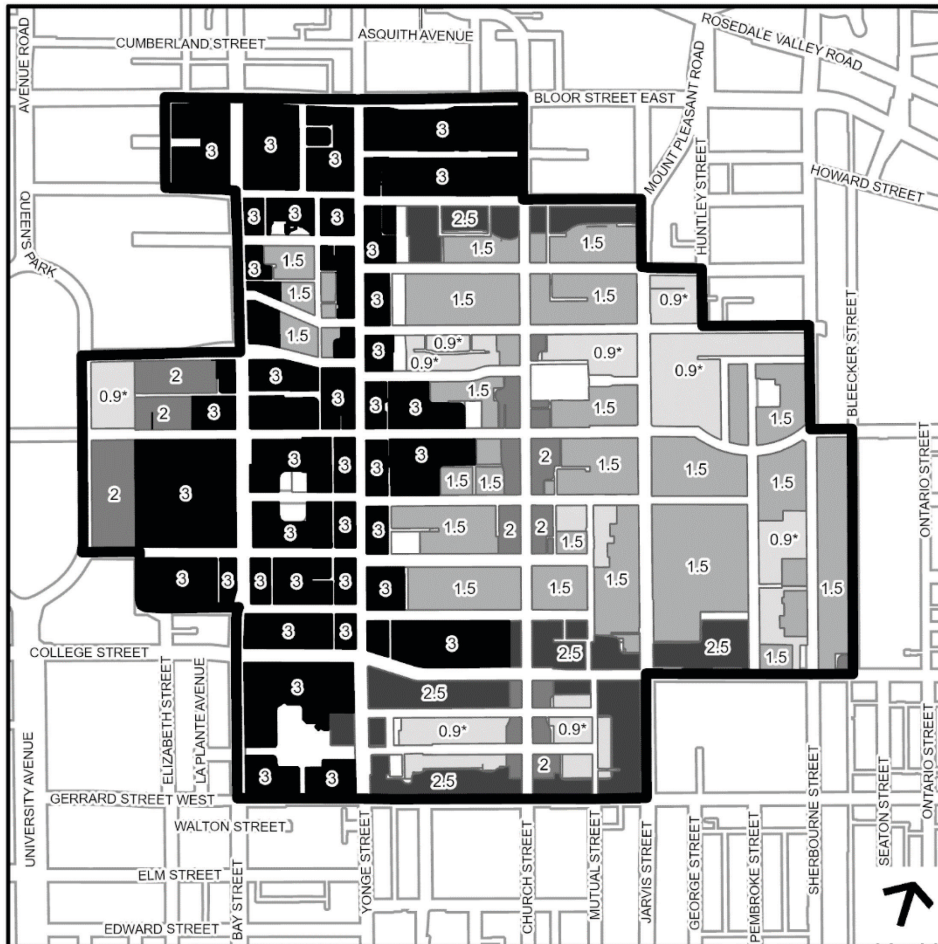 AVENUE ROAD
CUMBERLAND STREET
ASQUITH AVENUE
ROSEDALE VALLEY ROAD
BLOOR STREET EAST
MOUNT PLEASANT ROAD
HUNTLEY STREET
HOWARD STREET
QUEEN'S PARK
BLEECKER STREET
ONTARIO STREET
3 3 3 3
3
3 3 3 3 2.5 1.5
3 1.5 1.5
1.5 3 1.5 1.5 0.9*
1.5 3 0.9* 0.9* 0.9* 0.9*
0.9* 2 3 3 3 3 1.5 1.5 1.5
2 3
2 3 3 3 3 3 1.5 1.5 2 1.5 1.5 1.5
3 3 3 1.5 2 2 1.5 0.9*
3 3 3 3 3 3 1.5 1.5 1.5 1.5 1.5
3 3 3 2.5 2.5 1.5
3 2.5
0.9* 0.9*
3 3 2.5 2
COLLEGE STREET
ELIZABETH STREET
LA PLANTE AVENUE
UNIVERSITY AVENUE
GERRARD STREET WEST
WALTON STREET
ELM STREET
EDWARD STREET
BAY STREET
YONGE STREET
CHURCH STREET
MUTUAL STREET
JARVIS STREET
GEORGE STREET
PEMBROKE STREET
SHERBOURNE STREET
SEATON STREET
ONTARIO STREET